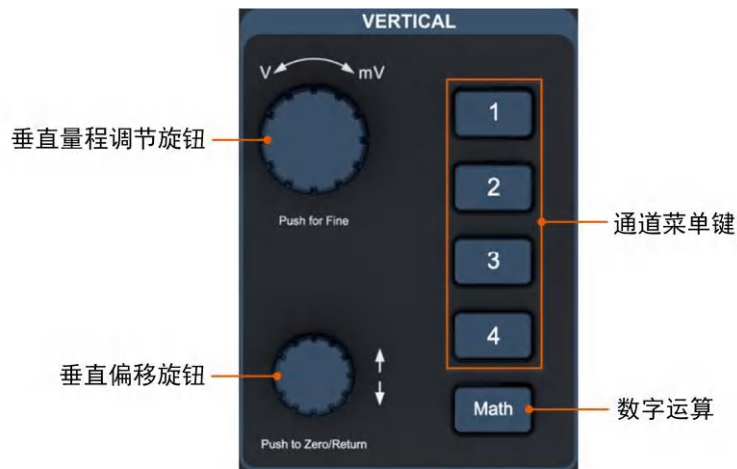 VERTICAL
V mV
1
垂直量程调节旋钮
2
Push for Fine
通道菜单键
3
4
垂直偏移旋钮
Math
数字运算
Push to Zero/Return